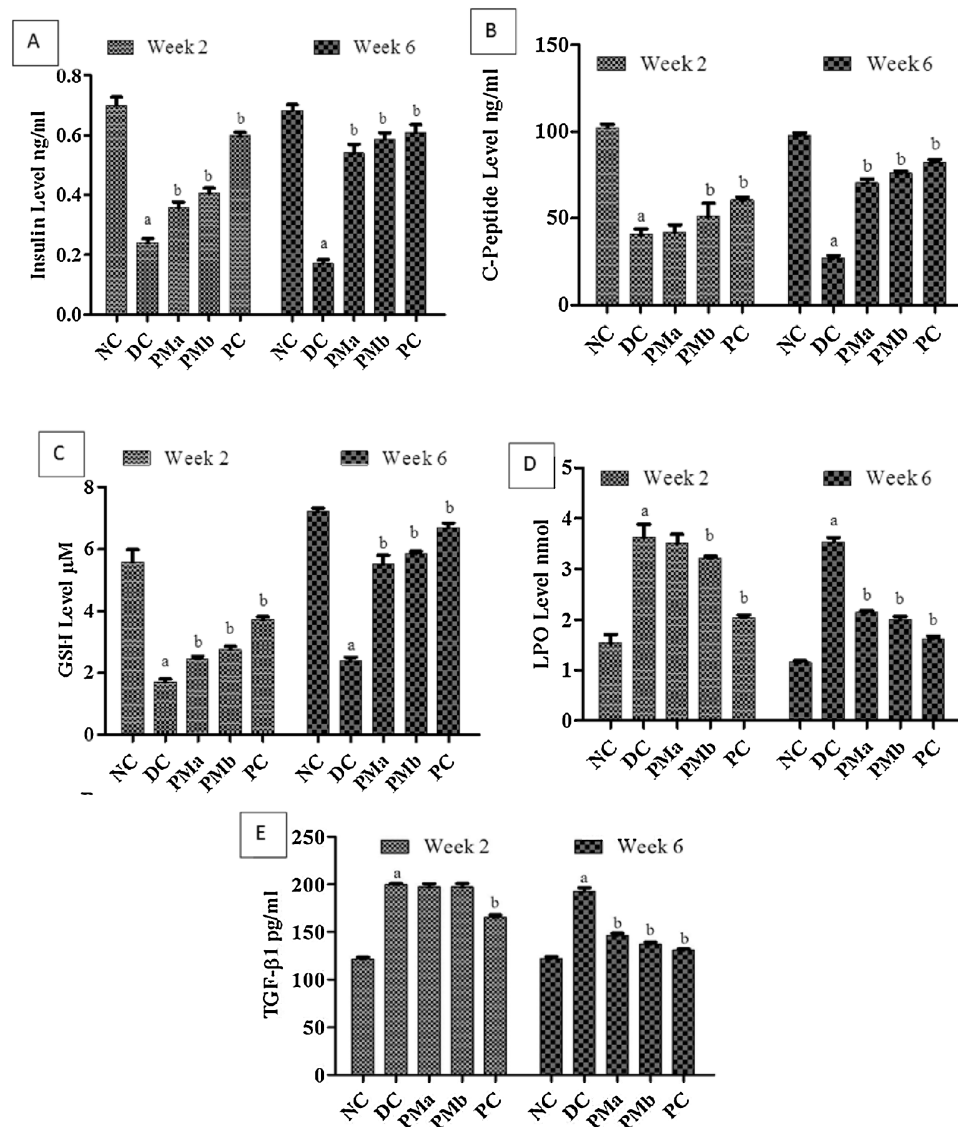 A
Week 2
Week 6
Insulin Level ng/ml
0.8
0.6
0.4
0.2
0.0
a
b
b
b
a
b
b
b
NC
DC
PMa
PMb
PC
NC
DC
PMa
PMb
PC
B
Week 2
Week 6
C-Peptide Level ng/ml
150
100
50
0
a
b
b
a
b
b
b
NC
DC
PMa
PMb
PC
NC
DC
PMa
PMb
PC
C
Week 2
Week 6
GSH Level µM
8
6
4
2
0
a
b
b
b
a
b
b
b
NC
DC
PMa
PMb
PC
NC
DC
PMa
PMb
PC
D
Week 2
Week 6
LPO Level nmol
5
4
3
2
1
0
a
b
b
a
b
b
b
NC
DC
PMa
PMb
PC
NC
DC
PMa
PMb
PC
E
Week 2
Week 6
TGF-β1 pg/ml
250
200
150
100
50
0
a
b
a
b
b
b
NC
DC
PMa
PMb
PC
NC
DC
PMa
PMb
PC